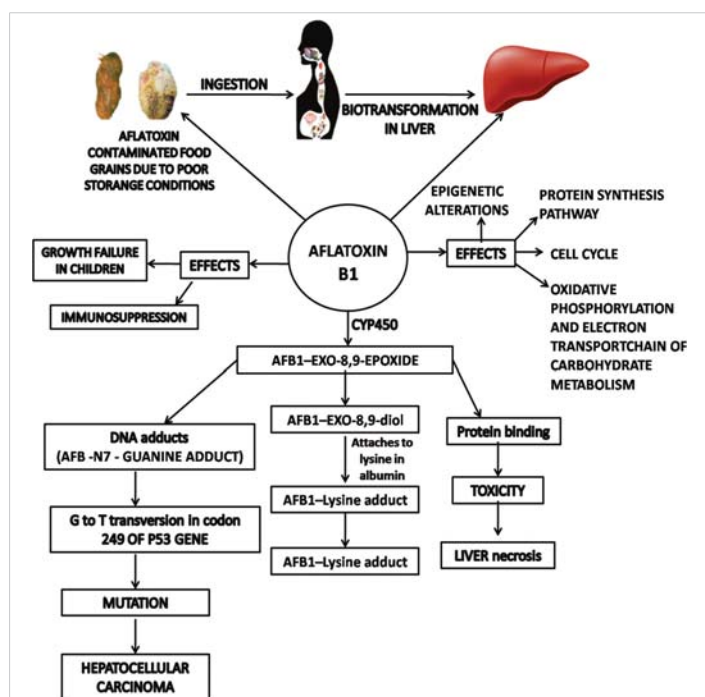 INGESTION
BIOTRANSFORMATION
IN LIVER
AFLATOXIN
CONTAMINATED FOOD
GRAINS DUE TO POOR
STORANGE CONDITIONS
EPIGENETIC
ALTERATIONS
PROTEIN SYNTHESIS
PATHWAY
AFLATOXIN
B1
GROWTH FAILURE
IN CHILDREN
EFFECTS
EFFECTS
CELL CYCLE
IMMUNOSUPPRESSION
OXIDATIVE
PHOSPHORYLATION
AND ELECTRON
TRANSPORTCHAIN OF
CARBOHYDRATE
METABOLISM
CYP450
AFB1–EXO-8,9-EPOXIDE
DNA adducts
(AFB -N7 - GUANINE ADDUCT)
AFB1–EXO-8,9-diol
Protein binding
Attaches to
lysine in
albumin
AFB1–Lysine adduct
TOXICITY
G to T transversion in codon
249 OF P53 GENE
AFB1–Lysine adduct
LIVER necrosis
MUTATION
HEPATOCELLULAR
CARCINOMA